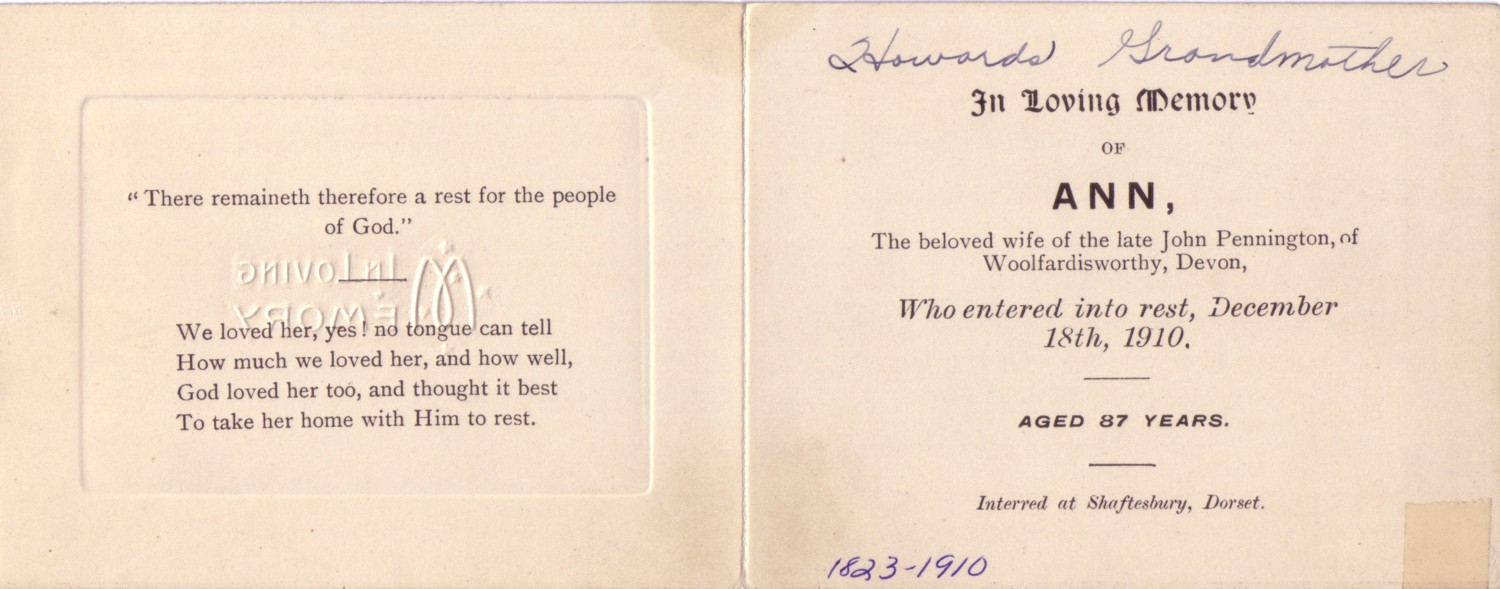 “There remaineth therefore a rest for the people
of God.”
IN LOVING
MEMORY
We loved her, yes! no tongue can tell
How much we loved her, and how well,
God loved her too, and thought it best
To take her home with Him to rest.
Howards Grandmother
In Loving Memory
OF
ANN,
The beloved wife of the late John Pennington, of
Woolfardisworthy, Devon,
Who entered into rest, December
18th, 1910.
AGED 87 YEARS.
Interred at Shaftesbury, Dorset.
1823-1910